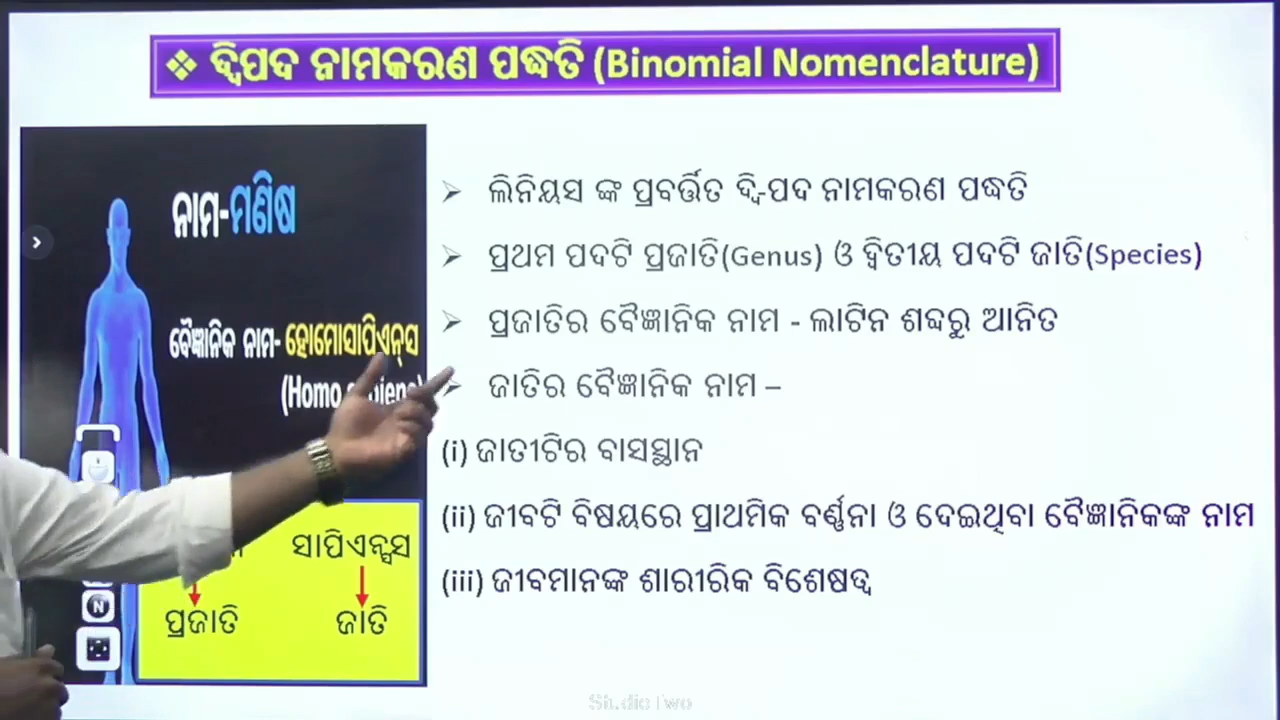 ❖ ଦ୍ୱିପଦ ନାମକରଣ ପଦ୍ଧତି (Binomial Nomenclature)
ନାମ-ମଣିଷ
ବୈଜ୍ଞାନିକ ନାମ- ହୋମୋସାପିଏନ୍‌ସ
(Homo
ସାପିଏନ୍ସ
ପ୍ରଜାତି ଜାତି
➢ ଲିନିୟସ ଙ୍କ ପ୍ରବର୍ତ୍ତିତ ଦ୍ୱି-ପଦ ନାମକରଣ ପଦ୍ଧତି
➢ ପ୍ରଥମ ପଦଟି ପ୍ରଜାତି(Genus) ଓ ଦ୍ୱିତୀୟ ପଦଟି ଜାତି(Species)
➢ ପ୍ରଜାତିର ବୈଜ୍ଞାନିକ ନାମ - ଲାଟିନ ଶବ୍ଦରୁ ଆନିତ
➢ ଜାତିର ବୈଜ୍ଞାନିକ ନାମ –
(i) ଜାତୀଟିର ବାସସ୍ଥାନ
(ii) ଜୀବଟି ବିଷୟରେ ପ୍ରାଥମିକ ବର୍ଣ୍ଣନା ଓ ଦେଇଥିବା ବୈଜ୍ଞାନିକଙ୍କ ନାମ
(iii) ଜୀବମାନଙ୍କ ଶାରୀରିକ ବିଶେଷତ୍ୱ
N